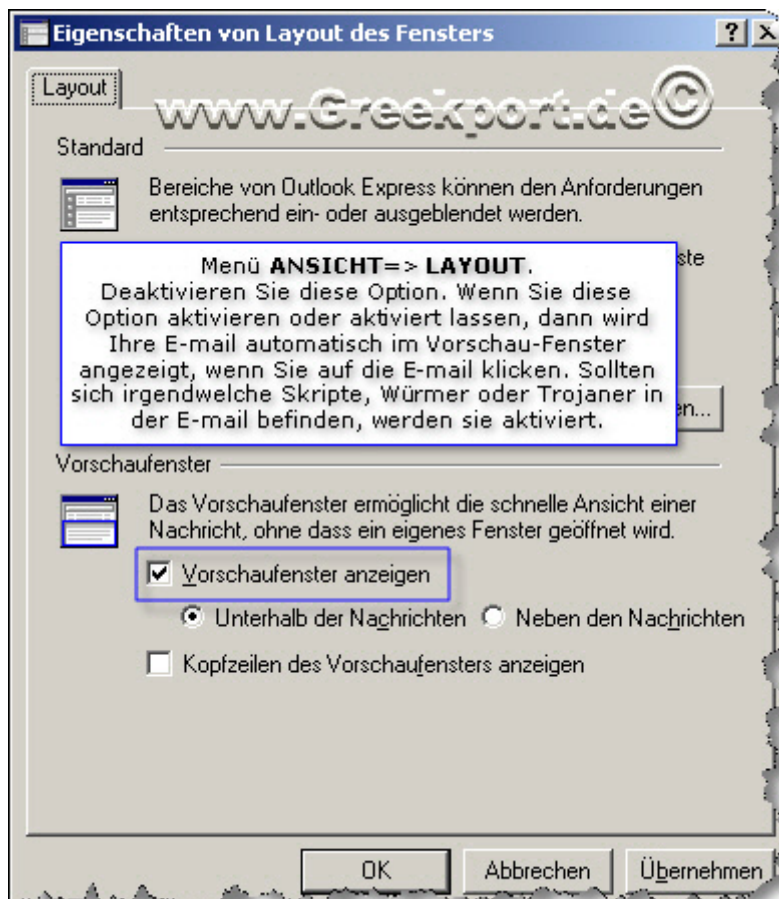 Eigenschaften von Layout des Fensters
Layout
www.Greekport.de©
Standard
Bereiche von Outlook Express können den Anforderungen
entsprechend ein- oder ausgeblendet werden.
Menü ANSICHT=> LAYOUT.
Deaktivieren Sie diese Option. Wenn Sie diese
Option aktivieren oder aktiviert lassen, dann wird
Ihre E-mail automatisch im Vorschau-Fenster
angezeigt, wenn Sie auf die E-mail klicken. Sollten
sich irgendwelche Skripte, Würmer oder Trojaner in
der E-mail befinden, werden sie aktiviert.
Vorschaufenster
Das Vorschaufenster ermöglicht die schnelle Ansicht einer
Nachricht, ohne dass ein eigenes Fenster geöffnet wird.
Vorschaufenster anzeigen
Unterhalb der Nachrichten
Neben den Nachrichten
Kopfzeilen des Vorschaufensters anzeigen
OK
Abbrechen
Übernehmen